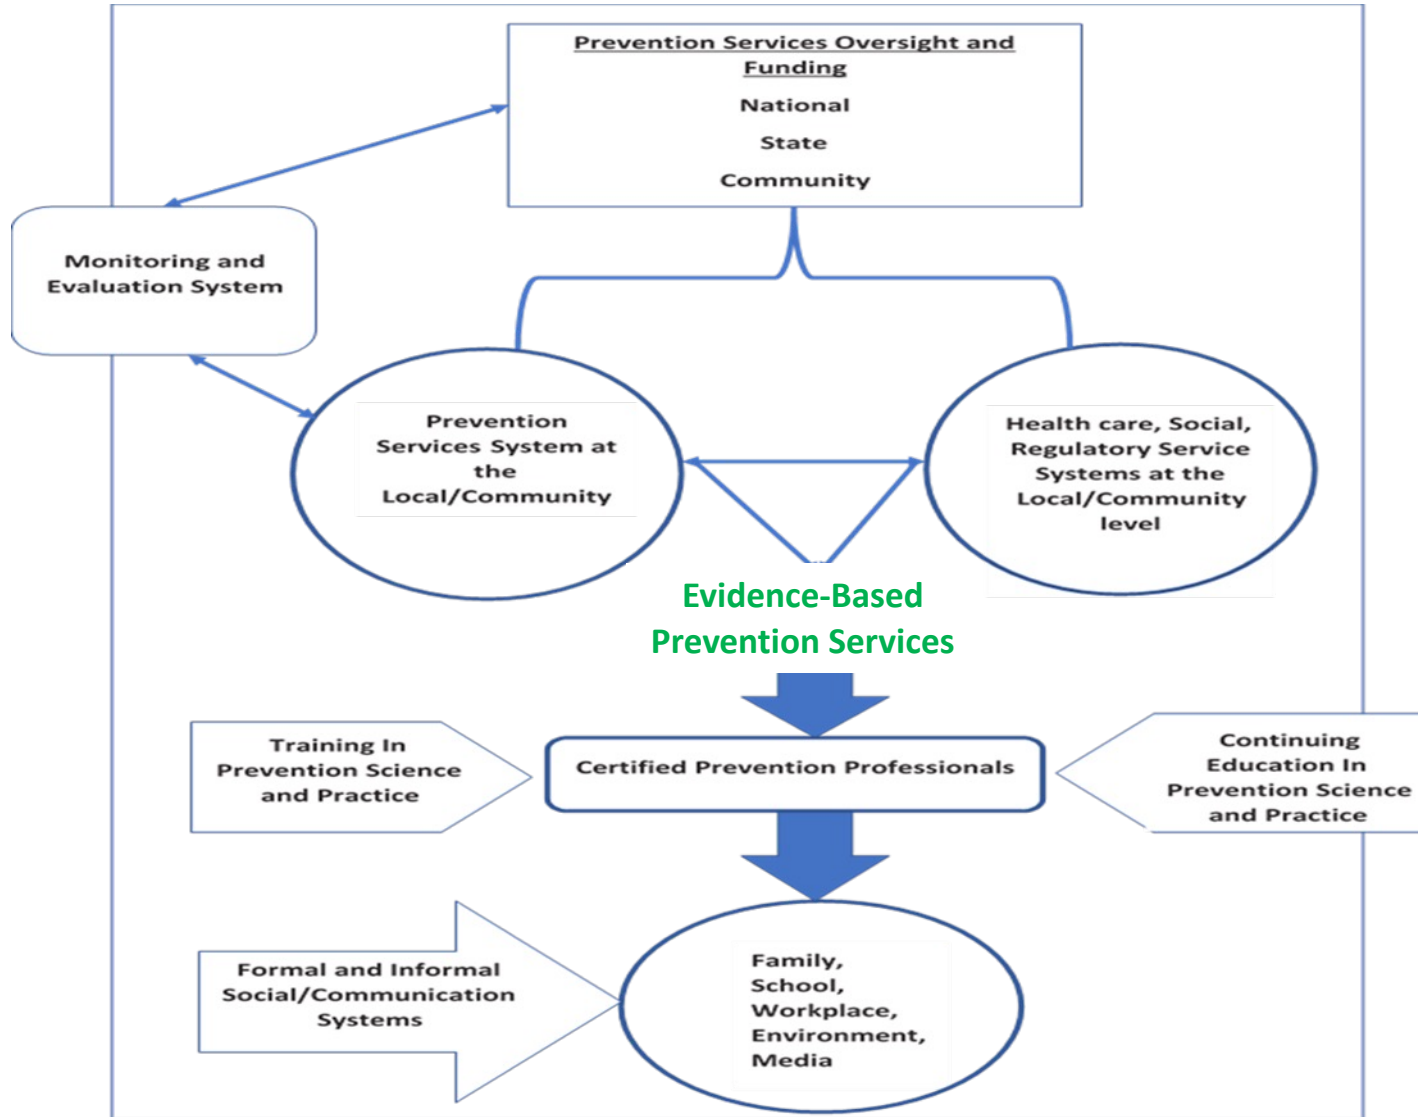 Prevention Services Oversight and
Funding
National
State
Community
Monitoring and
Evaluation System
Prevention
Services System at
the
Local/Community
Health care, Social,
Regulatory Service
Systems at the
Local/Community
level
Evidence-Based
Prevention Services
Training In
Prevention Science
and Practice
Certified Prevention Professionals
Continuing
Education In
Prevention Science
and Practice
Formal and Informal
Social/Communication
Systems
Family,
School,
Workplace,
Environment,
Media